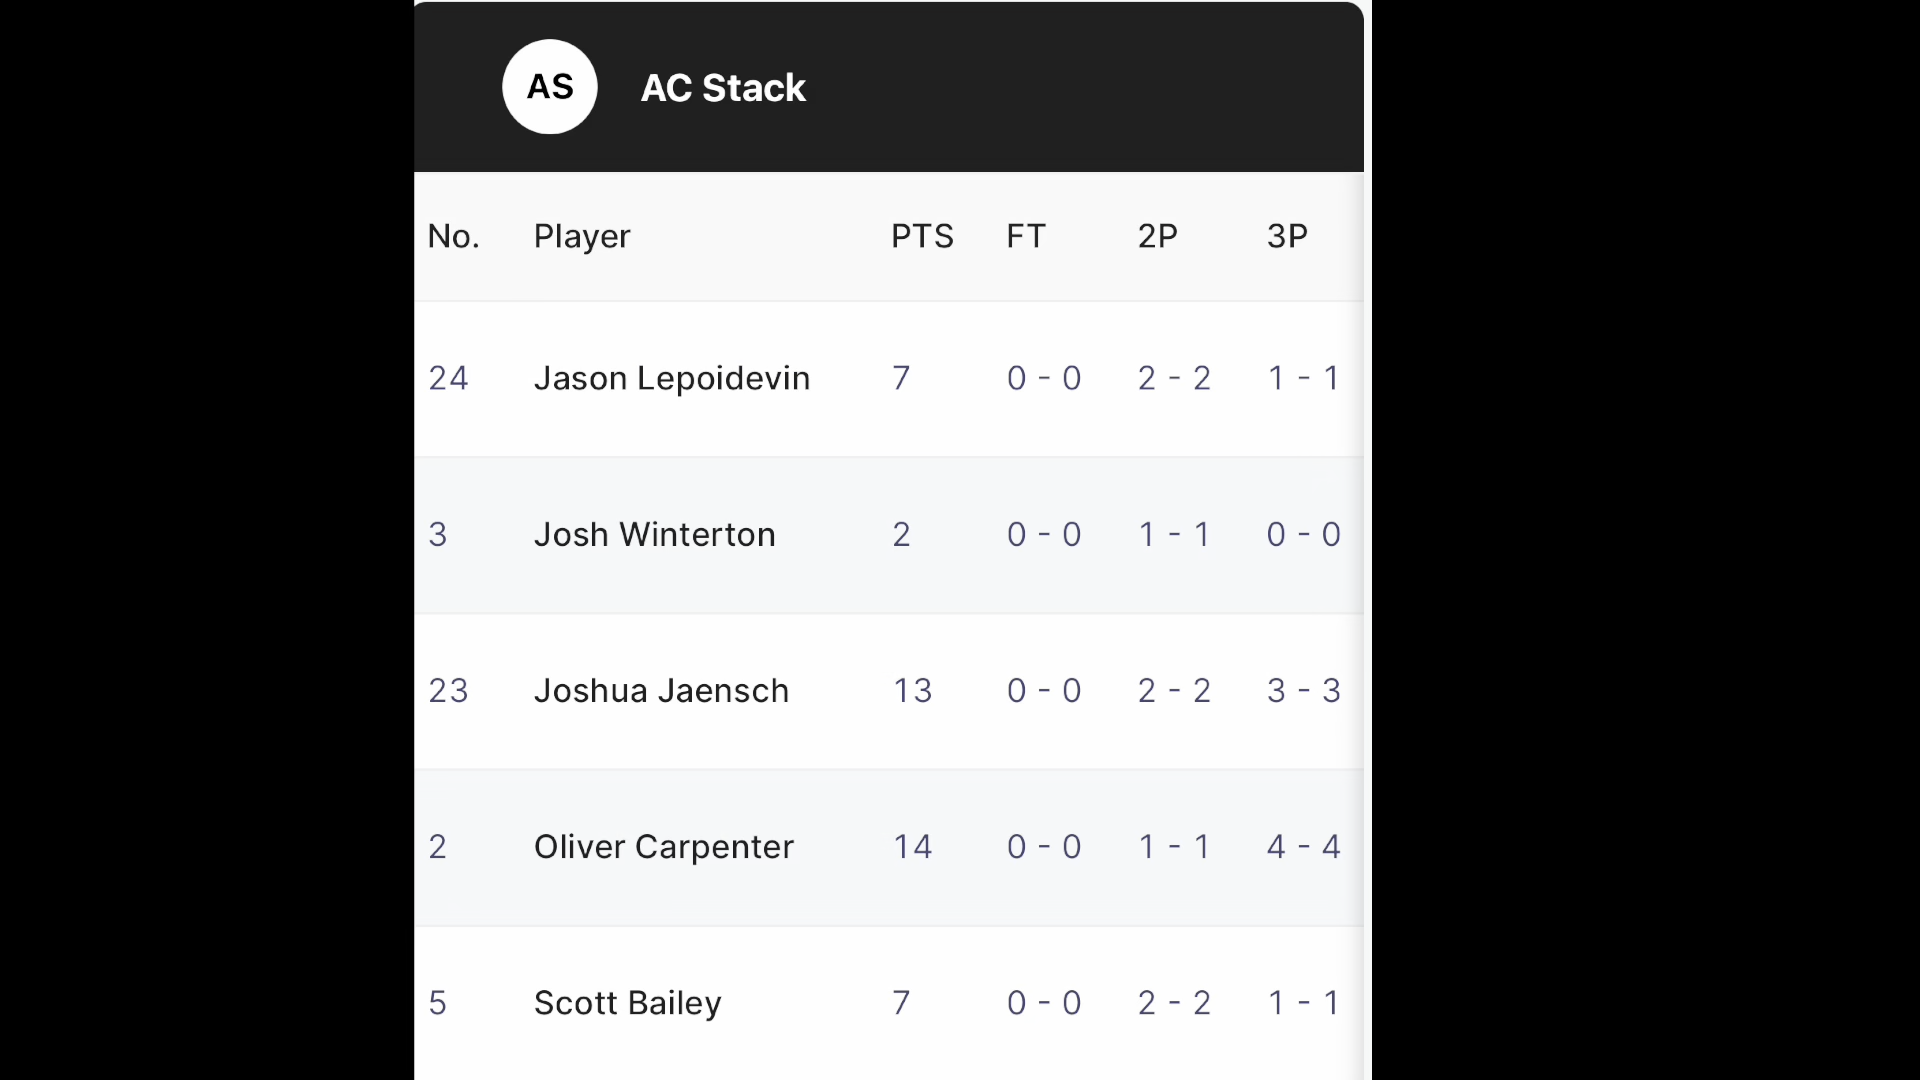 AS AC Stack
No. Player PTS FT 2P 3P
24 Jason Lepoidevin 7 0 - 0 2 - 2 1 - 1
3 Josh Winterton 2 0 - 0 1 - 1 0 - 0
23 Joshua Jaensch 13 0 - 0 2 - 2 3 - 3
2 Oliver Carpenter 14 0 - 0 1 - 1 4 - 4
5 Scott Bailey 7 0 - 0 2 - 2 1 - 1